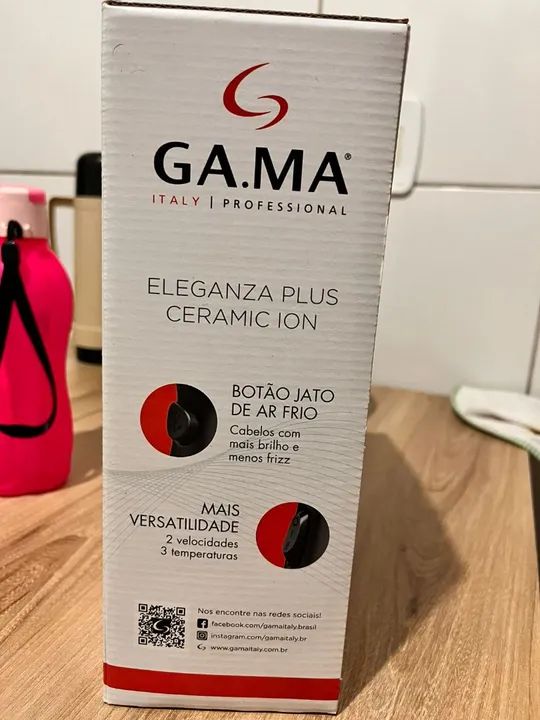 GA.MA®
ITALY | PROFESSIONAL
ELEGANZA PLUS
CERAMIC ION
BOTÃO JATO
DE AR FRIO
Cabelos com
mais brilho e
menos frizz
MAIS
VERSATILIDADE
2 velocidades
3 temperaturas
Nos encontre nas redes sociais!
facebook.com/gamaitaly.brasil
instagram.com/gamaitaly.br
www.gamaitaly.com.br